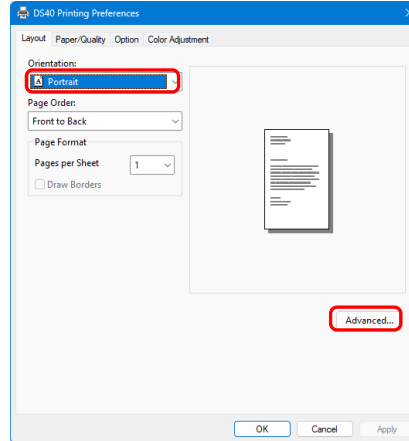 DS40 Printing Preferences
Layout Paper/Quality Option Color Adjustment
Orientation:
A Portrait
Page Order:
Front to Back
Page Format
Pages per Sheet 1
Draw Borders
Advanced...
OK Cancel Apply